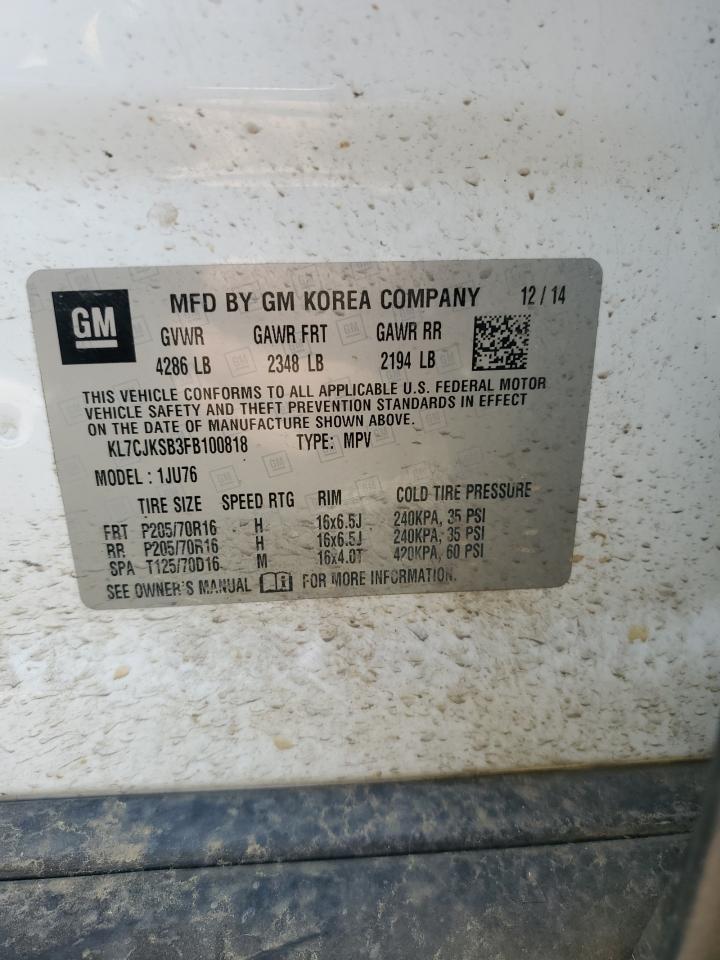 GM
MFD BY GM KOREA COMPANY 12 / 14
GVWR GAWR FRT GAWR RR
4286 LB 2348 LB 2194 LB
THIS VEHICLE CONFORMS TO ALL APPLICABLE U.S. FEDERAL MOTOR
VEHICLE SAFETY AND THEFT PREVENTION STANDARDS IN EFFECT
ON THE DATE OF MANUFACTURE SHOWN ABOVE.
KL7CJKSB3FB100818 TYPE: MPV
MODEL : 1JU76
TIRE SIZE SPEED RTG RIM COLD TIRE PRESSURE
FRT P205/70R16 H 16x6.5J 240KPA, 35 PSI
RR P205/70R16 H 16x6.5J 240KPA, 35 PSI
SPA T125/70D16 M 16x4.0T 420KPA, 60 PSI
SEE OWNER'S MANUAL FOR MORE INFORMATION.